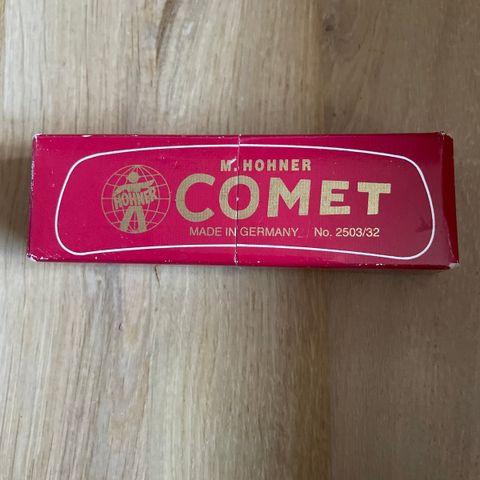 M. HOHNER
HOHNER
COMET
MADE IN GERMANY No. 2503/32